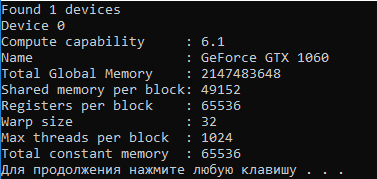 Found 1 devices
Device 0
Compute capability     : 6.1
Name                   : GeForce GTX 1060
Total Global Memory    : 2147483648
Shared memory per block: 49152
Registers per block    : 65536
Warp size              : 32
Max threads per block  : 1024
Total constant memory  : 65536
Для продолжения нажмите любую клавишу . . .